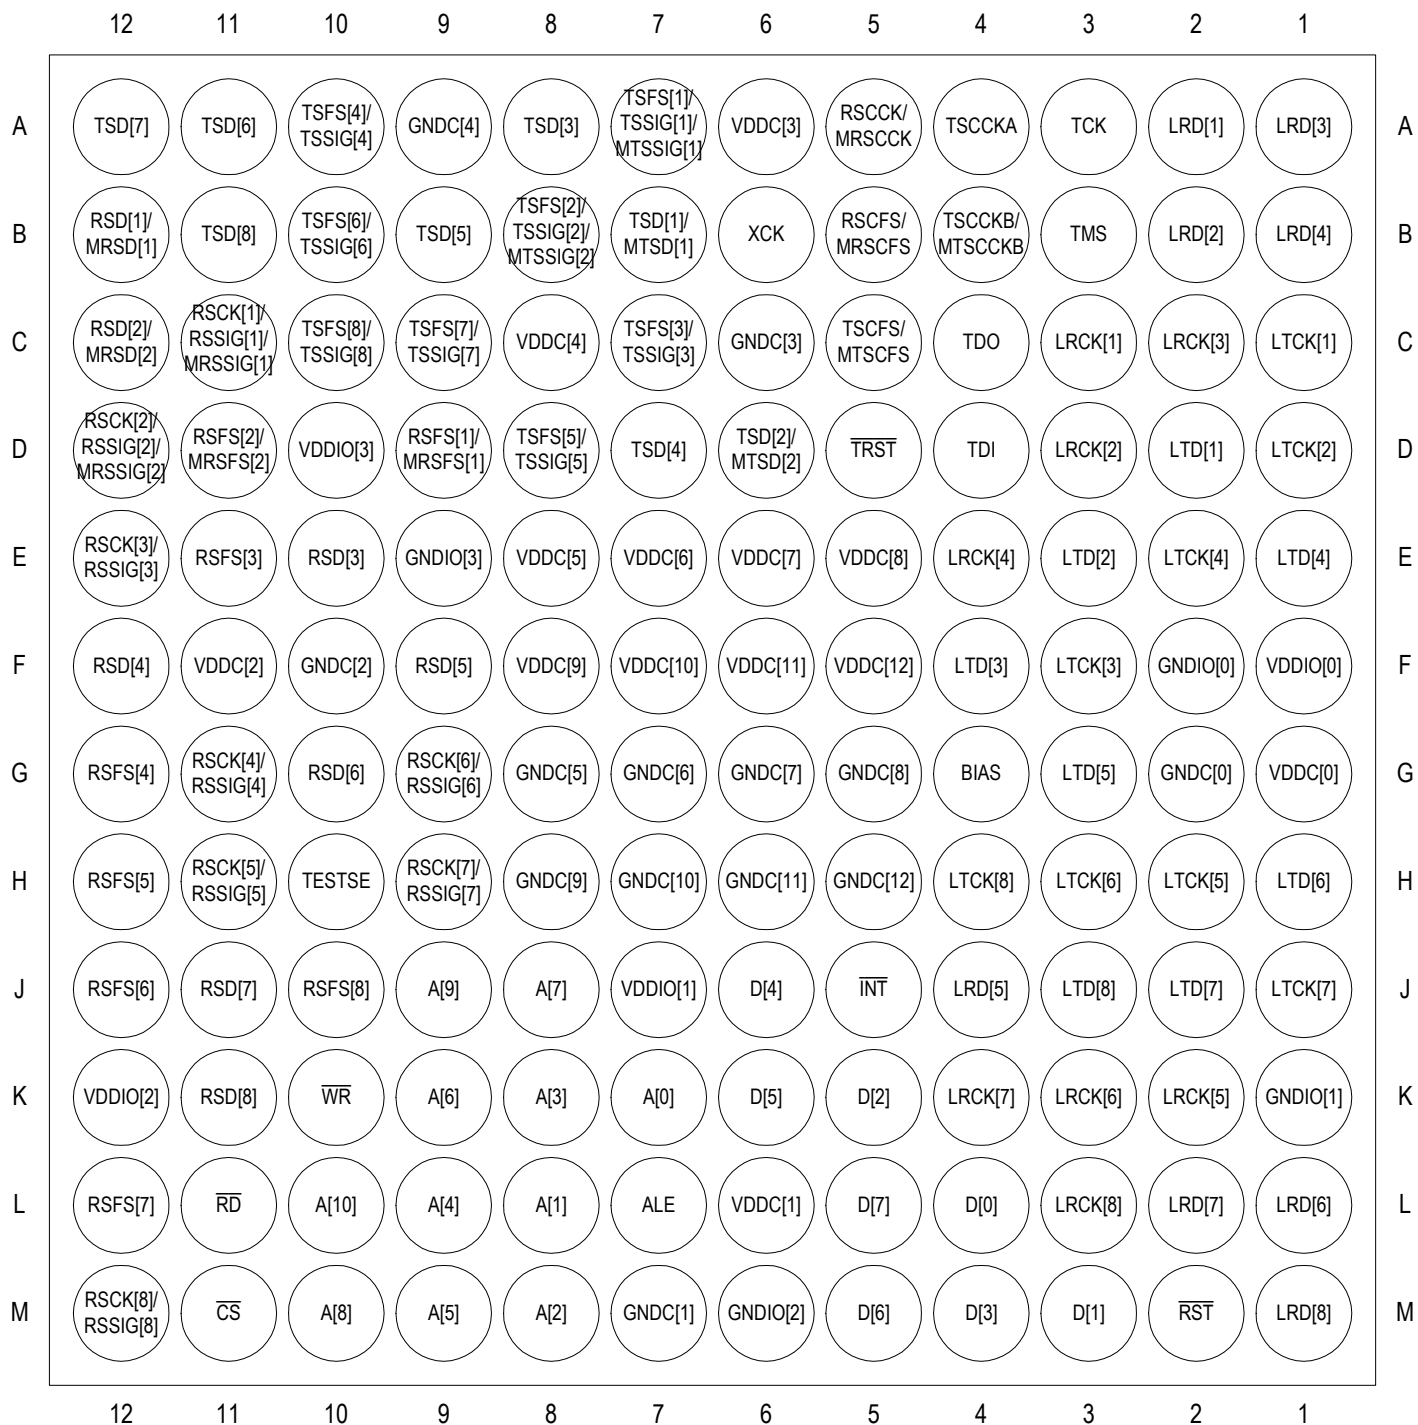 12 11 10 9 8 7 6 5 4 3 2 1
A TSD[7] TSD[6] TSFS[4]/ TSSIG[4] GNDC[4] TSD[3] TSFS[1]/ TSSIG[1]/ MTSSIG[1] VDDC[3] RSCCK/ MRSCCK TSCCKA TCK LRD[1] LRD[3] A
B RSD[1]/ MRSD[1] TSD[8] TSFS[6]/ TSSIG[6] TSD[5] TSFS[2]/ TSSIG[2]/ MTSSIG[2] TSD[1]/ MTSD[1] XCK RSCFS/ MRSCFS TSCCKB/ MTSCCKB TMS LRD[2] LRD[4] B
C RSD[2]/ MRSD[2] RSCK[1]/ RSSIG[1]/ MRSSIG[1] TSFS[8]/ TSSIG[8] TSFS[7]/ TSSIG[7] VDDC[4] TSFS[3]/ TSSIG[3] GNDC[3] TSCFS/ MTSCFS TDO LRCK[1] LRCK[3] LTCK[1] C
D RSCK[2]/ RSSIG[2]/ MRSSIG[2] RSFS[2]/ MRSFS[2] VDDIO[3] RSFS[1]/ MRSFS[1] TSFS[5]/ TSSIG[5] TSD[4] TSD[2]/ MTSD[2] TRST TDI LRCK[2] LTD[1] LTCK[2] D
E RSCK[3]/ RSSIG[3] RSFS[3] RSD[3] GNDIO[3] VDDC[5] VDDC[6] VDDC[7] VDDC[8] LRCK[4] LTD[2] LTCK[4] LTD[4] E
F RSD[4] VDDC[2] GNDC[2] RSD[5] VDDC[9] VDDC[10] VDDC[11] VDDC[12] LTD[3] LTCK[3] GNDIO[0] VDDIO[0] F
G RSFS[4] RSCK[4]/ RSSIG[4] RSD[6] RSCK[6]/ RSSIG[6] GNDC[5] GNDC[6] GNDC[7] GNDC[8] BIAS LTD[5] GNDC[0] VDDC[0] G
H RSFS[5] RSCK[5]/ RSSIG[5] TESTSE RSCK[7]/ RSSIG[7] GNDC[9] GNDC[10] GNDC[11] GNDC[12] LTCK[8] LTCK[6] LTCK[5] LTD[6] H
J RSFS[6] RSD[7] RSFS[8] A[9] A[7] VDDIO[1] D[4] INT LRD[5] LTD[8] LTD[7] LTCK[7] J
K VDDIO[2] RSD[8] WR A[6] A[3] A[0] D[5] D[2] LRCK[7] LRCK[6] LRCK[5] GNDIO[1] K
L RSFS[7] RD A[10] A[4] A[1] ALE VDDC[1] D[7] D[0] LRCK[8] LRD[7] LRD[6] L
M RSCK[8]/ RSSIG[8] CS A[8] A[5] A[2] GNDC[1] GNDIO[2] D[6] D[3] D[1] RST LRD[8] M
12 11 10 9 8 7 6 5 4 3 2 1